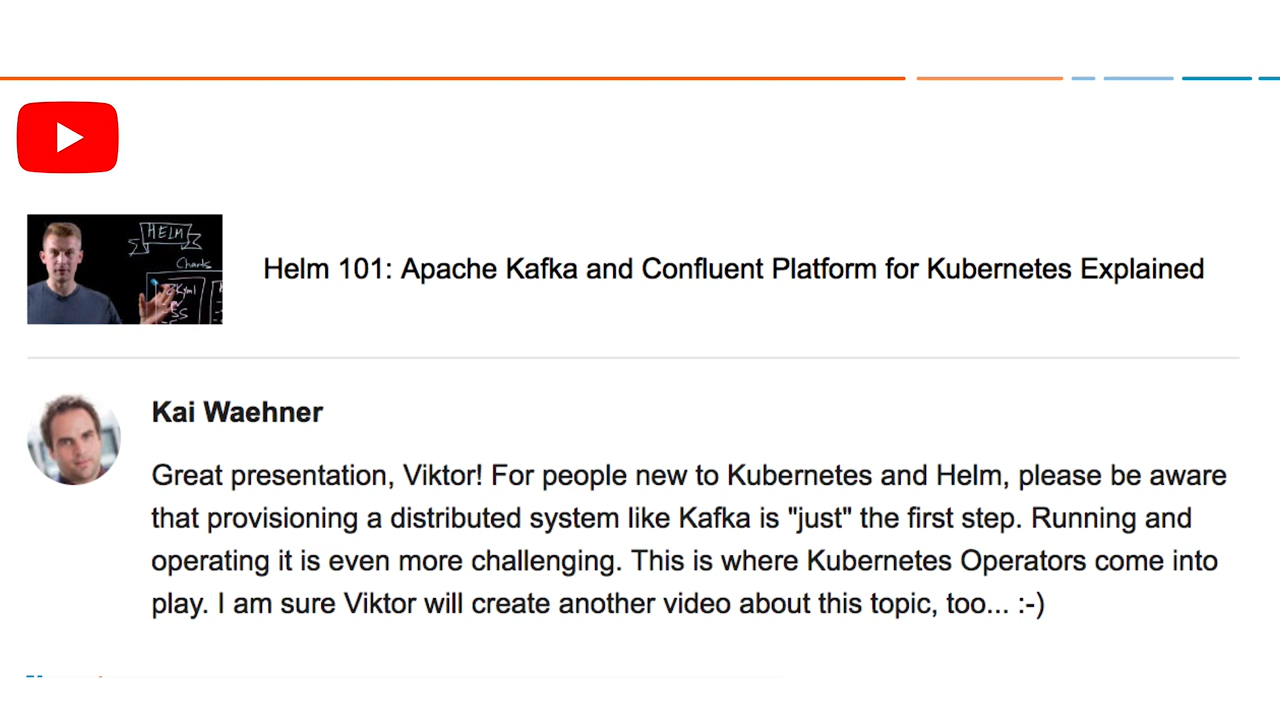 HELM
Charts
Helm 101: Apache Kafka and Confluent Platform for Kubernetes Explained
Kai Waehner
Great presentation, Viktor! For people new to Kubernetes and Helm, please be aware
that provisioning a distributed system like Kafka is "just" the first step. Running and
operating it is even more challenging. This is where Kubernetes Operators come into
play. I am sure Viktor will create another video about this topic, too... :-)